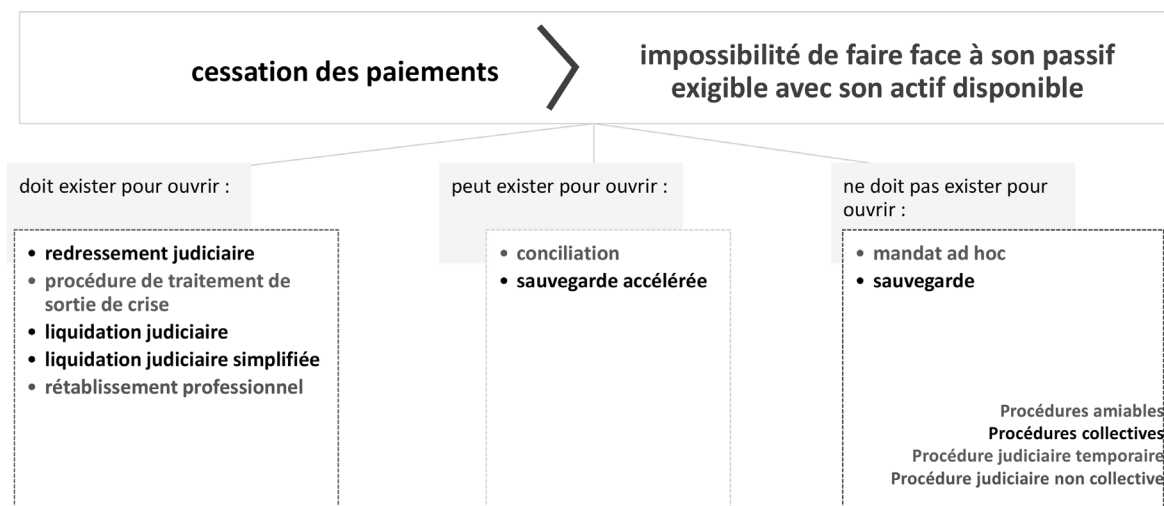 cessation des paiements
impossibilité de faire face à son passif
exigible avec son actif disponible
doit exister pour ouvrir :
• redressement judiciaire
• procédure de traitement de
sortie de crise
• liquidation judiciaire
• liquidation judiciaire simplifiée
• rétablissement professionnel
peut exister pour ouvrir :
• conciliation
• sauvegarde accélérée
ne doit pas exister pour
ouvrir :
• mandat ad hoc
• sauvegarde
Procédures amiables
Procédures collectives
Procédure judiciaire temporaire
Procédure judiciaire non collective